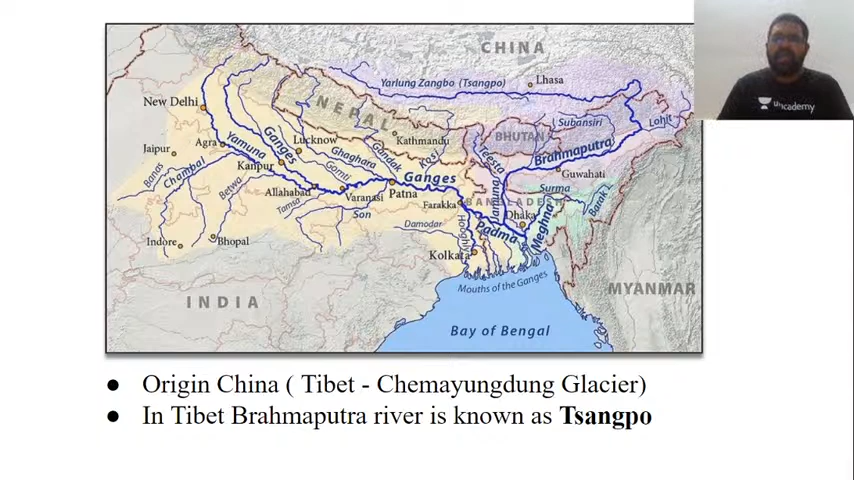 CHINA
unacademy
Yarlung Zangbo (Tsangpo)
Lhasa
New Delhi
NEPAL
Lohit
Subansiri
BHUTAN
Agra
Yamuna
Ganges
Lucknow
Kathmandu
Jaipur
Ghaghara
Gandak
Kosi
Teesta
Brahmaputra
Banas
Chambal
Kanpur
Gomti
Guwahati
Betwa
Allahabad
Varanasi
Patna
Ganges
Surma
Barak
Tamsa
Son
Farakka
BANGLADESH
Jamuna
Dhaka
Damodar
Hooghly
Padma
Meghna
Indore
Bhopal
Kolkata
Mouths of the Ganges
MYANMAR
INDIA
Bay of Bengal
● Origin China ( Tibet - Chemayungdung Glacier)
● In Tibet Brahmaputra river is known as Tsangpo